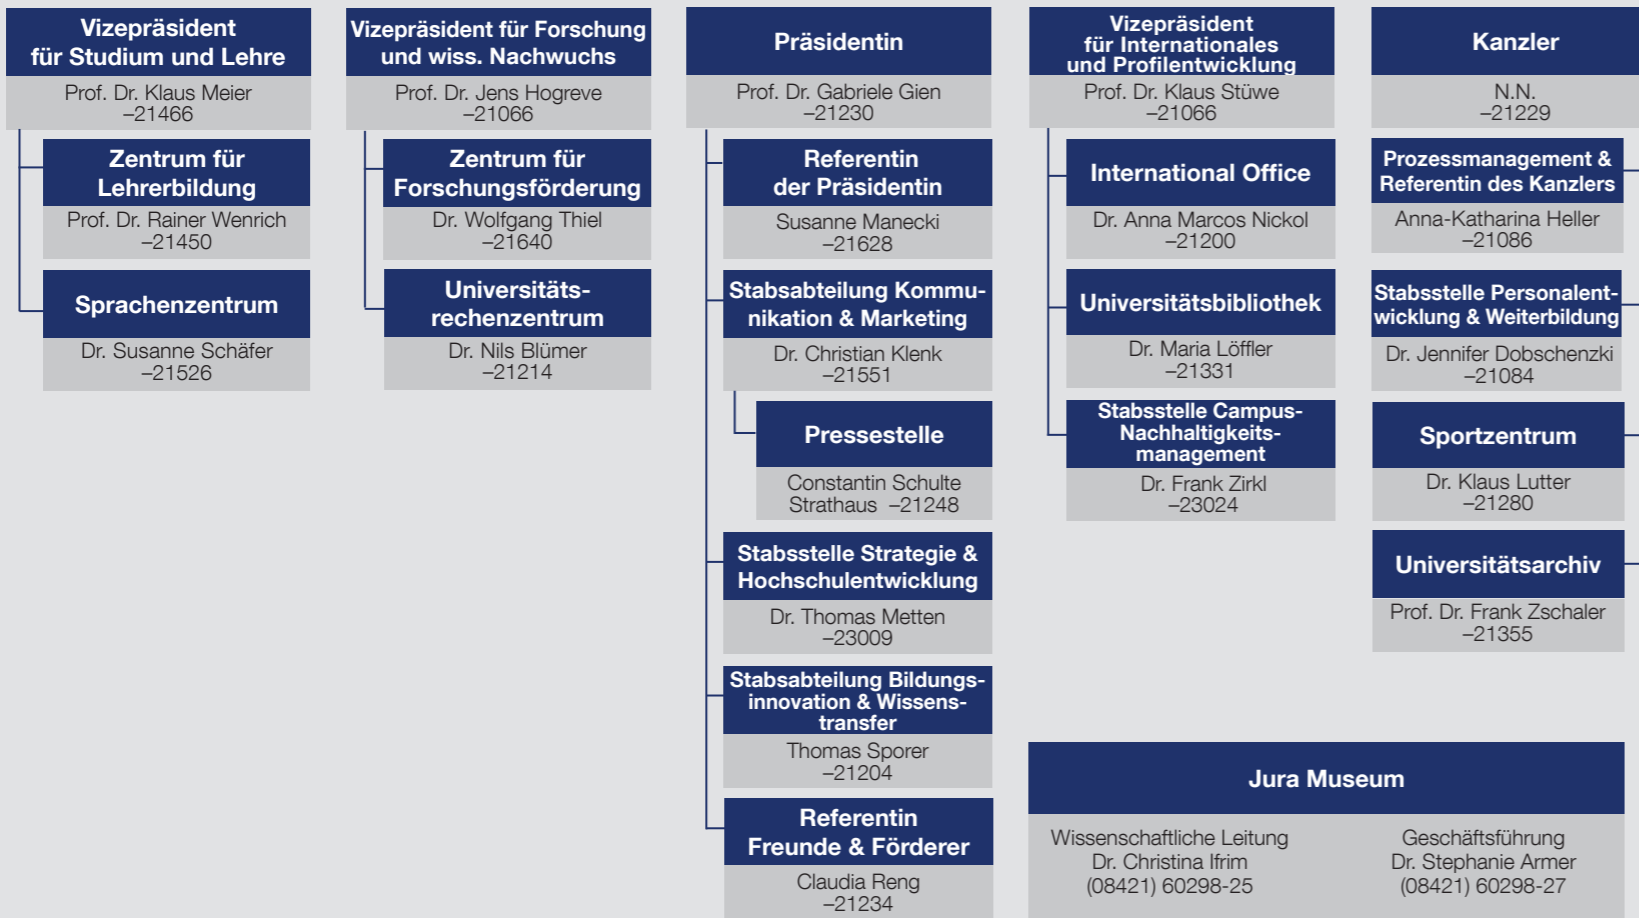 Vizepräsident
für Studium und Lehre
Prof. Dr. Klaus Meier
–21466
Zentrum für
Lehrerbildung
Prof. Dr. Rainer Wenrich
–21450
Sprachenzentrum
Dr. Susanne Schäfer
–21526
Vizepräsident für Forschung
und wiss. Nachwuchs
Prof. Dr. Jens Hogreve
–21066
Zentrum für
Forschungsförderung
Dr. Wolfgang Thiel
–21640
Universitäts-
rechenzentrum
Dr. Nils Blümer
–21214
Präsidentin
Prof. Dr. Gabriele Gien
–21230
Referentin
der Präsidentin
Susanne Manecki
–21628
Stabsabteilung Kommu-
nikation & Marketing
Dr. Christian Klenk
–21551
Pressestelle
Constantin Schulte
Strathaus –21248
Stabsstelle Strategie &
Hochschulentwicklung
Dr. Thomas Metten
–23009
Stabsabteilung Bildungs-
innovation & Wissens-
transfer
Thomas Sporer
–21204
Referentin
Freunde & Förderer
Claudia Reng
–21234
Vizepräsident
für Internationales
und Profilentwicklung
Prof. Dr. Klaus Stüwe
–21066
International Office
Dr. Anna Marcos Nickol
–21200
Universitätsbibliothek
Dr. Maria Löffler
–21331
Stabsstelle Campus-
Nachhaltigkeits-
management
Dr. Frank Zirkl
–23024
Kanzler
N.N.
–21229
Prozessmanagement &
Referentin des Kanzlers
Anna-Katharina Heller
–21086
Stabsstelle Personalent-
wicklung & Weiterbildung
Dr. Jennifer Dobschenzki
–21084
Sportzentrum
Dr. Klaus Lutter
–21280
Universitätsarchiv
Prof. Dr. Frank Zschaler
–21355
Jura Museum
Wissenschaftliche Leitung
Dr. Christina Ifrim
(08421) 60298-25
Geschäftsführung
Dr. Stephanie Armer
(08421) 60298-27